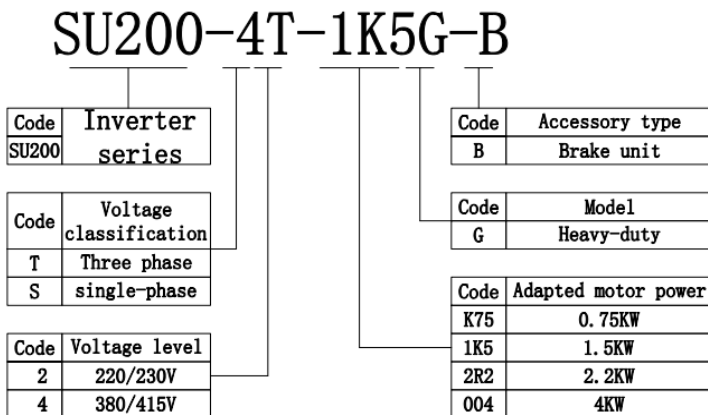 SU200-4T-1K5G-B
Code Inverter series
SU200
Code Voltage classification
T Three phase
S single-phase
Code Voltage level
2 220/230V
4 380/415V
Code Accessory type
B Brake unit
Code Model
G Heavy-duty
Code Adapted motor power
K75 0.75KW
1K5 1.5KW
2R2 2.2KW
004 4KW